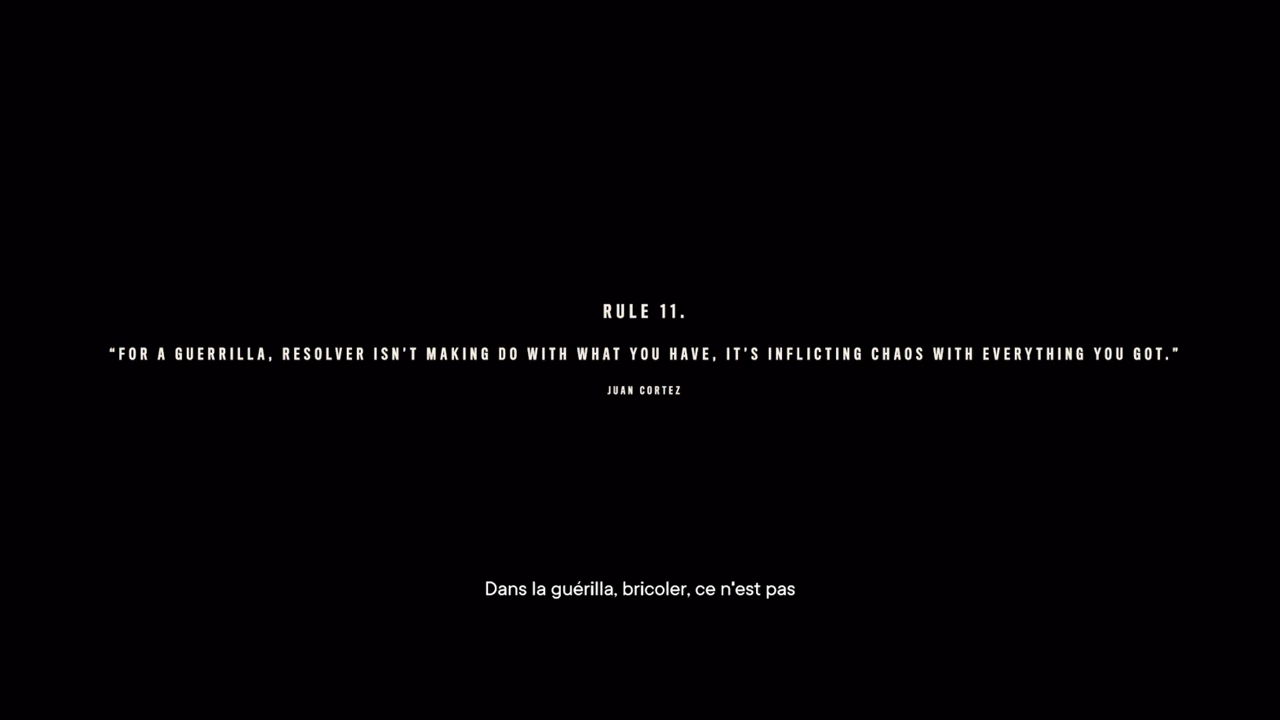 RULE 11.
“FOR A GUERRILLA, RESOLVER ISN'T MAKING DO WITH WHAT YOU HAVE, IT'S INFLICTING CHAOS WITH EVERYTHING YOU GOT.”
JUAN CORTEZ
Dans la guérilla, bricoler, ce n'est pas